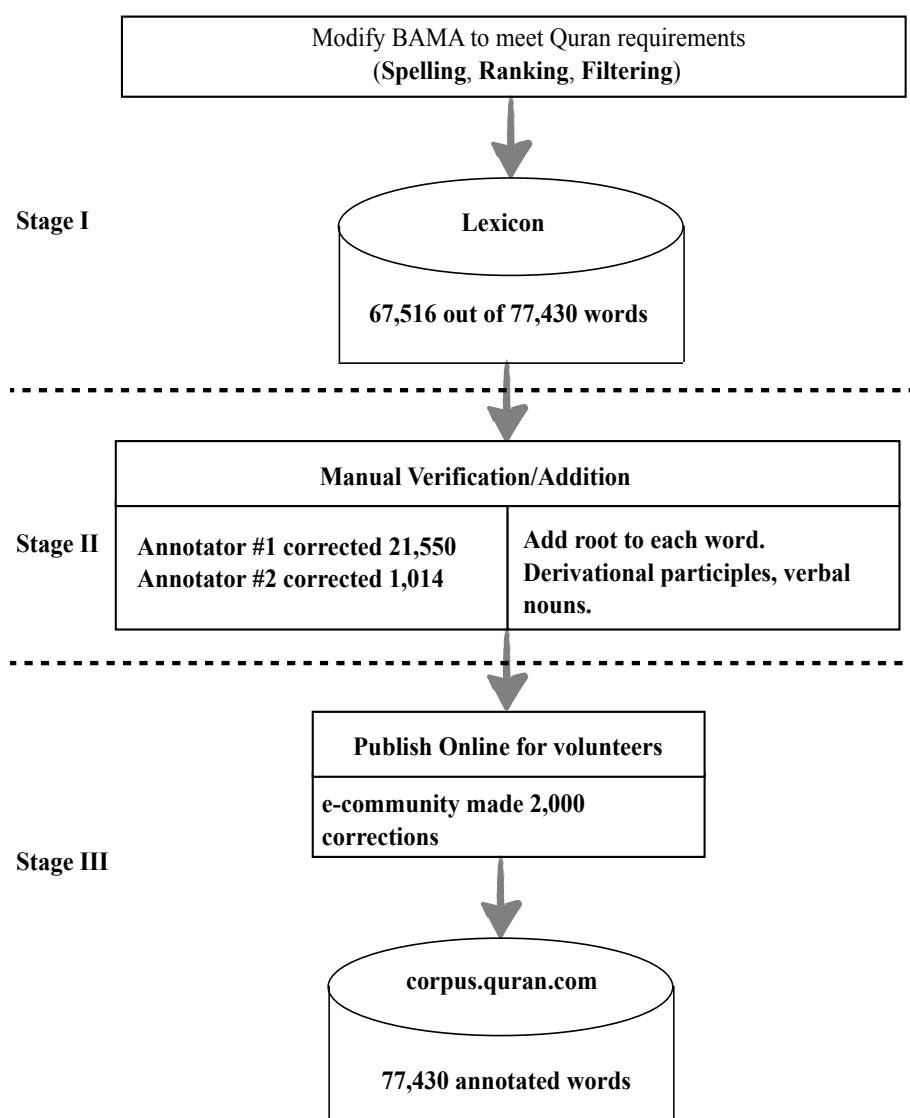 Modify BAMA to meet Quran requirements
(Spelling, Ranking, Filtering)
Stage I
Lexicon
67,516 out of 77,430 words
Manual Verification/Addition
Stage II
Annotator #1 corrected 21,550
Annotator #2 corrected 1,014
Add root to each word.
Derivational participles, verbal
nouns.
Publish Online for volunteers
e-community made 2,000
corrections
Stage III
corpus.quran.com
77,430 annotated words